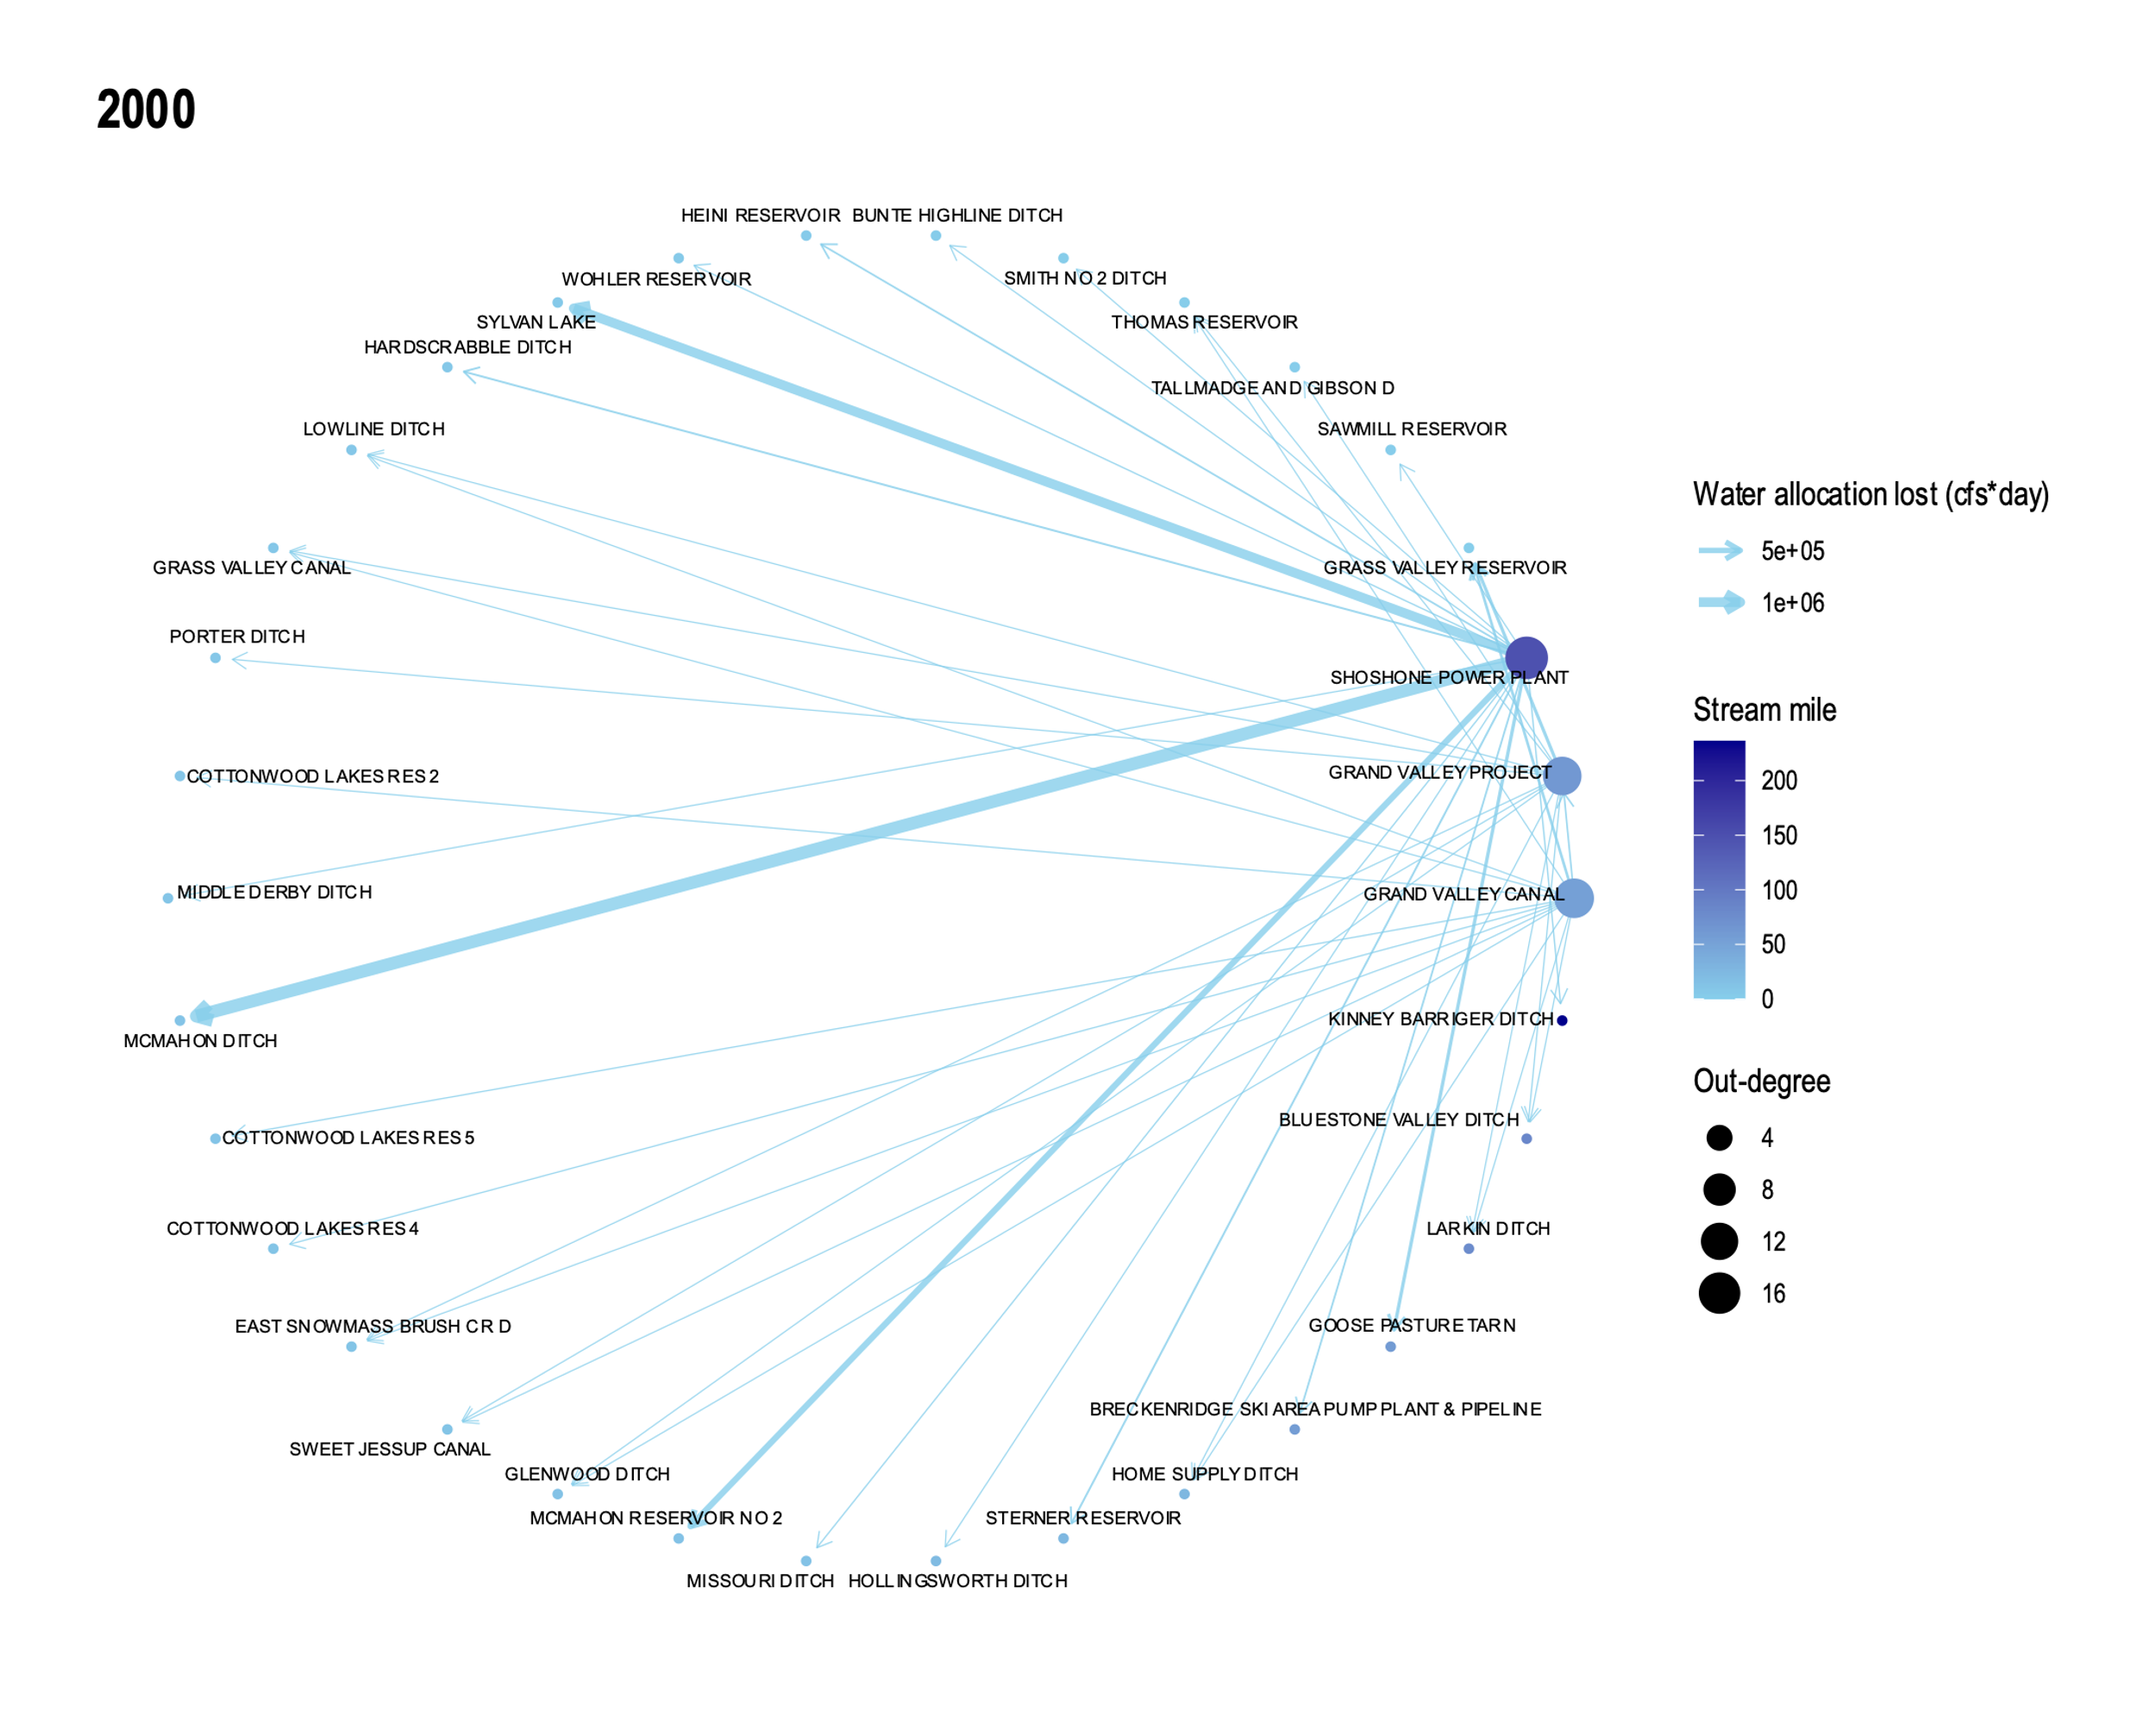 2000
HEINI RESERVOIR
BUNTE HIGHLINE DITCH
WOHLER RESERVOIR
SMITH NO 2 DITCH
SYLVAN LAKE
THOMAS RESERVOIR
HARDSCRABBLE DITCH
TALLMADGE AND GIBSON D
LOWLINE DITCH
SAWMILL RESERVOIR
GRASS VALLEY CANAL
GRASS VALLEY RESERVOIR
PORTER DITCH
SHOSHONE POWER PLANT
COTTONWOOD LAKES RES 2
GRAND VALLEY PROJECT
MIDDLE DERBY DITCH
GRAND VALLEY CANAL
MCMAHON DITCH
KINNEY BARRIGER DITCH
COTTONWOOD LAKES RES 5
BLUESTONE VALLEY DITCH
COTTONWOOD LAKES RES 4
LARKIN DITCH
EAST SNOWMASS BRUSH CR D
GOOSE PASTURE TARN
SWEET JESSUP CANAL
BRECKENRIDGE SKI AREA PUMP PLANT & PIPELINE
GLENWOOD DITCH
HOME SUPPLY DITCH
MCMAHON RESERVOIR NO 2
STERNER RESERVOIR
MISSOURI DITCH
HOLLINGSWORTH DITCH
Water allocation lost (cfs*day)
5e+05
1e+06
Stream mile
200
150
100
50
0
Out-degree
4
8
12
16